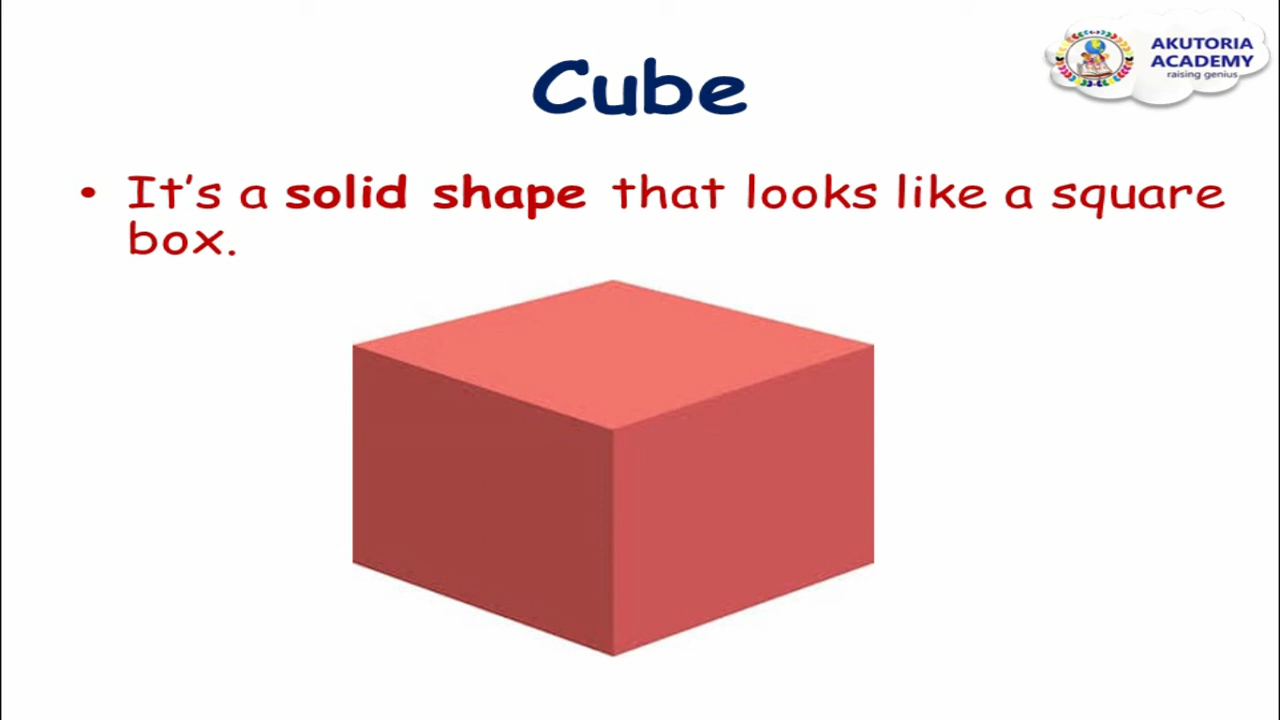 AKUTORIA
ACADEMY
raising genius
Cube
• It's a solid shape that looks like a square
box.